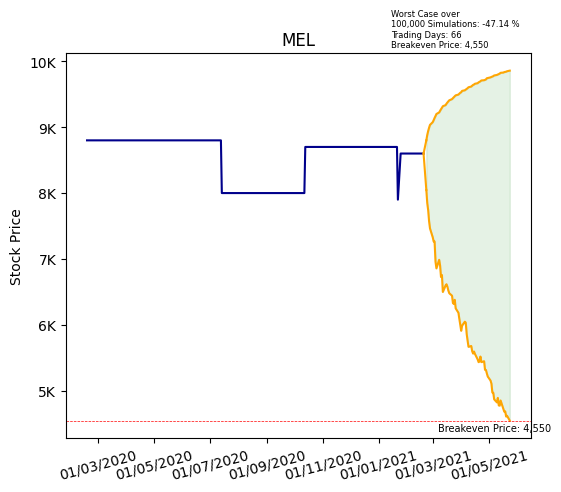 Worst Case over
100,000 Simulations: -47.14 %
Trading Days: 66
Breakeven Price: 4,550
MEL
Stock Price
10K
9K
8K
7K
6K
5K
Breakeven Price: 4,550
01/03/2020
01/05/2020
01/07/2020
01/09/2020
01/11/2020
01/01/2021
01/03/2021
01/05/2021